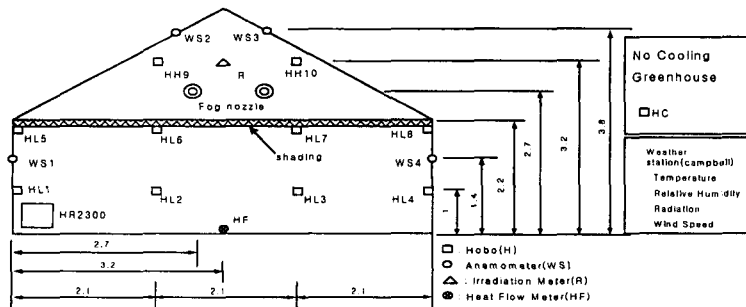 WS2
WS3
HH9
R
HH10
Fog nozzle
No Cooling
Greenhouse
HC
HL5
HL6
HL7
HL8
shading
WS1
WS4
HL1
HL2
HL3
HL4
HR2300
HF
1
1.4
2.2
2.7
3.2
3.8
Weather
station(campbell)
Temperature
Relative Humidity
Radiation
Wind Speed
2.7
3.2
2.1
2.1
2.1
: Hobo(H)
: Anemometer(WS)
: Irradiation Meter(R)
: Heat Flow Meter(HF)